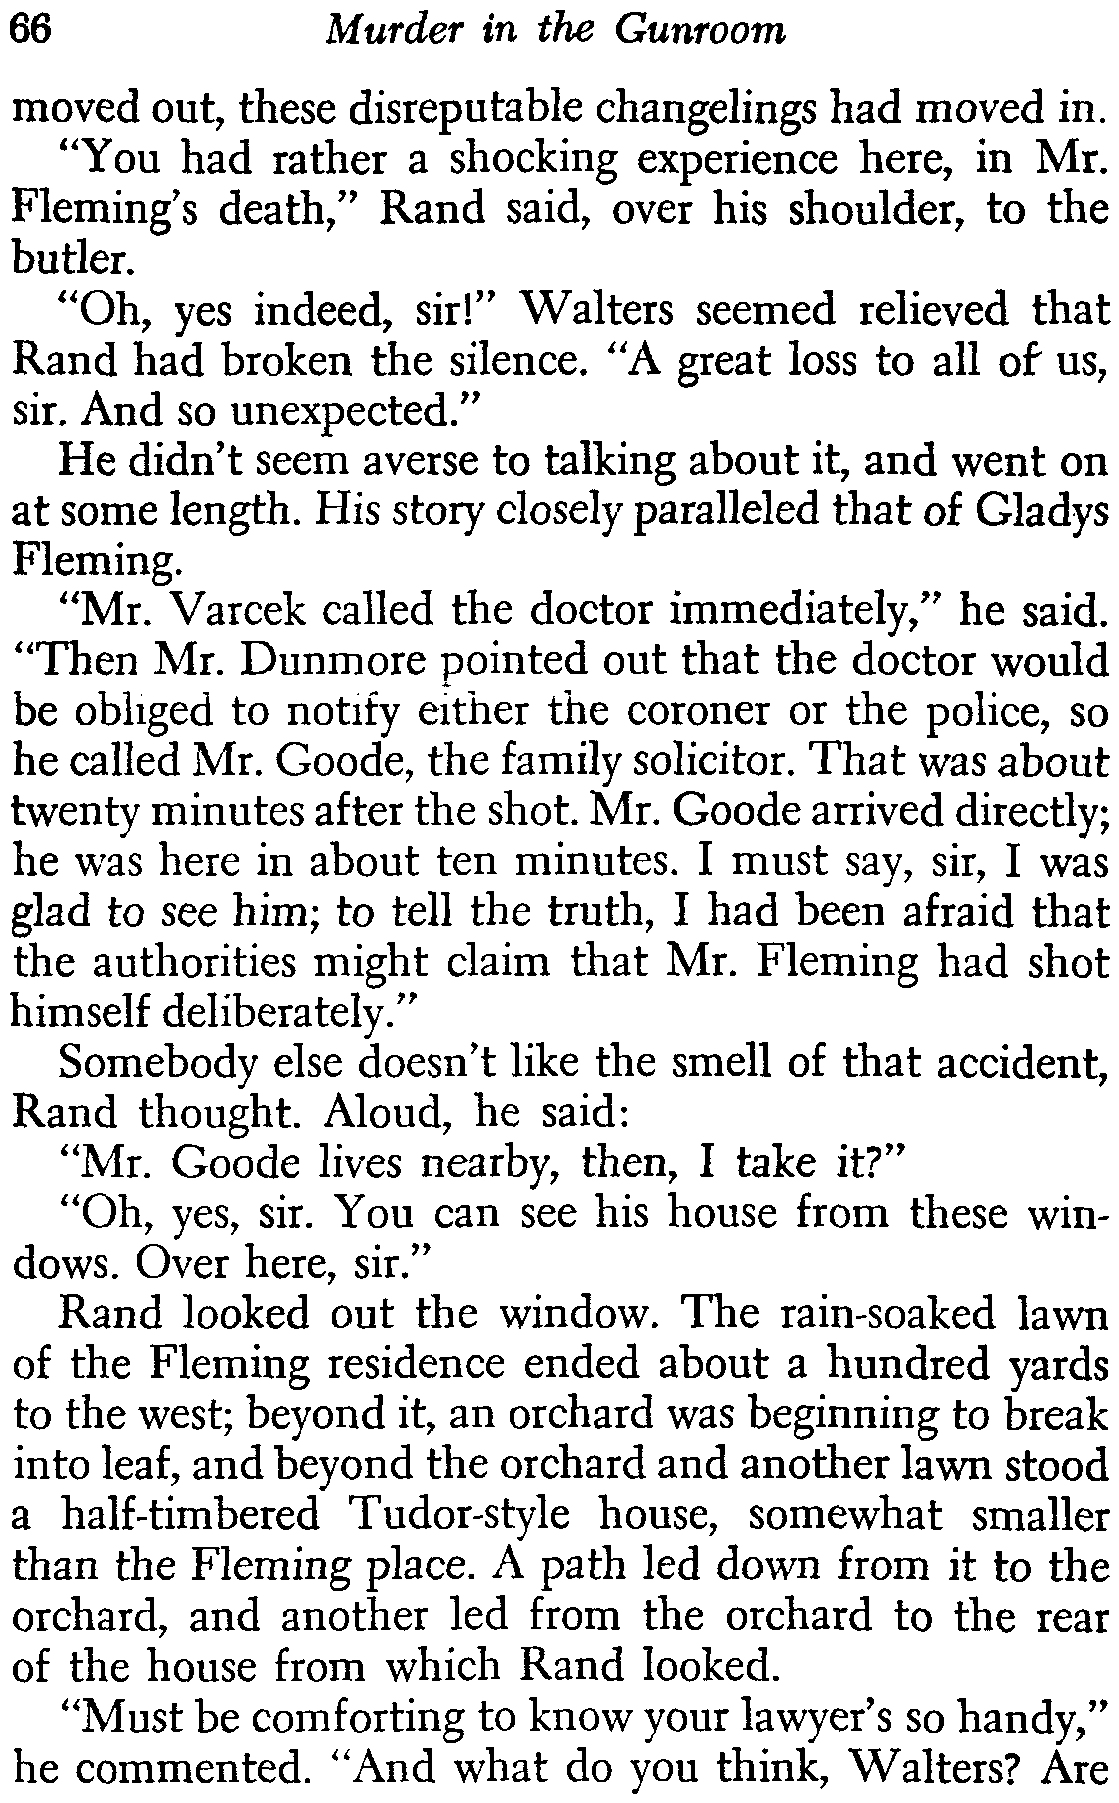 66 Murder in the Gunroom
moved out, these disreputable changelings had moved in.
"You had rather a shocking experience here, in Mr.
Fleming's death," Rand said, over his shoulder, to the
butler.
"Oh, yes indeed, sir!" Walters seemed relieved that
Rand had broken the silence. "A great loss to all of us,
sir. And so unexpected."
He didn't seem averse to talking about it, and went on
at some length. His story closely paralleled that of Gladys
Fleming.
"Mr. Varcek called the doctor immediately," he said.
"Then Mr. Dunmore pointed out that the doctor would
be obliged to notify either the coroner or the police, so
he called Mr. Goode, the family solicitor. That was about
twenty minutes after the shot. Mr. Goode arrived directly;
he was here in about ten minutes. I must say, sir, I was
glad to see him; to tell the truth, I had been afraid that
the authorities might claim that Mr. Fleming had shot
himself deliberately."
Somebody else doesn't like the smell of that accident,
Rand thought. Aloud, he said:
"Mr. Goode lives nearby, then, I take it?"
"Oh, yes, sir. You can see his house from these win-
dows. Over here, sir."
Rand looked out the window. The rain-soaked lawn
of the Fleming residence ended about a hundred yards
to the west; beyond it, an orchard was beginning to break
into leaf, and beyond the orchard and another lawn stood
a half-timbered Tudor-style house, somewhat smaller
than the Fleming place. A path led down from it to the
orchard, and another led from the orchard to the rear
of the house from which Rand looked.
"Must be comforting to know your lawyer's so handy,"
he commented. "And what do you think, Walters? Are